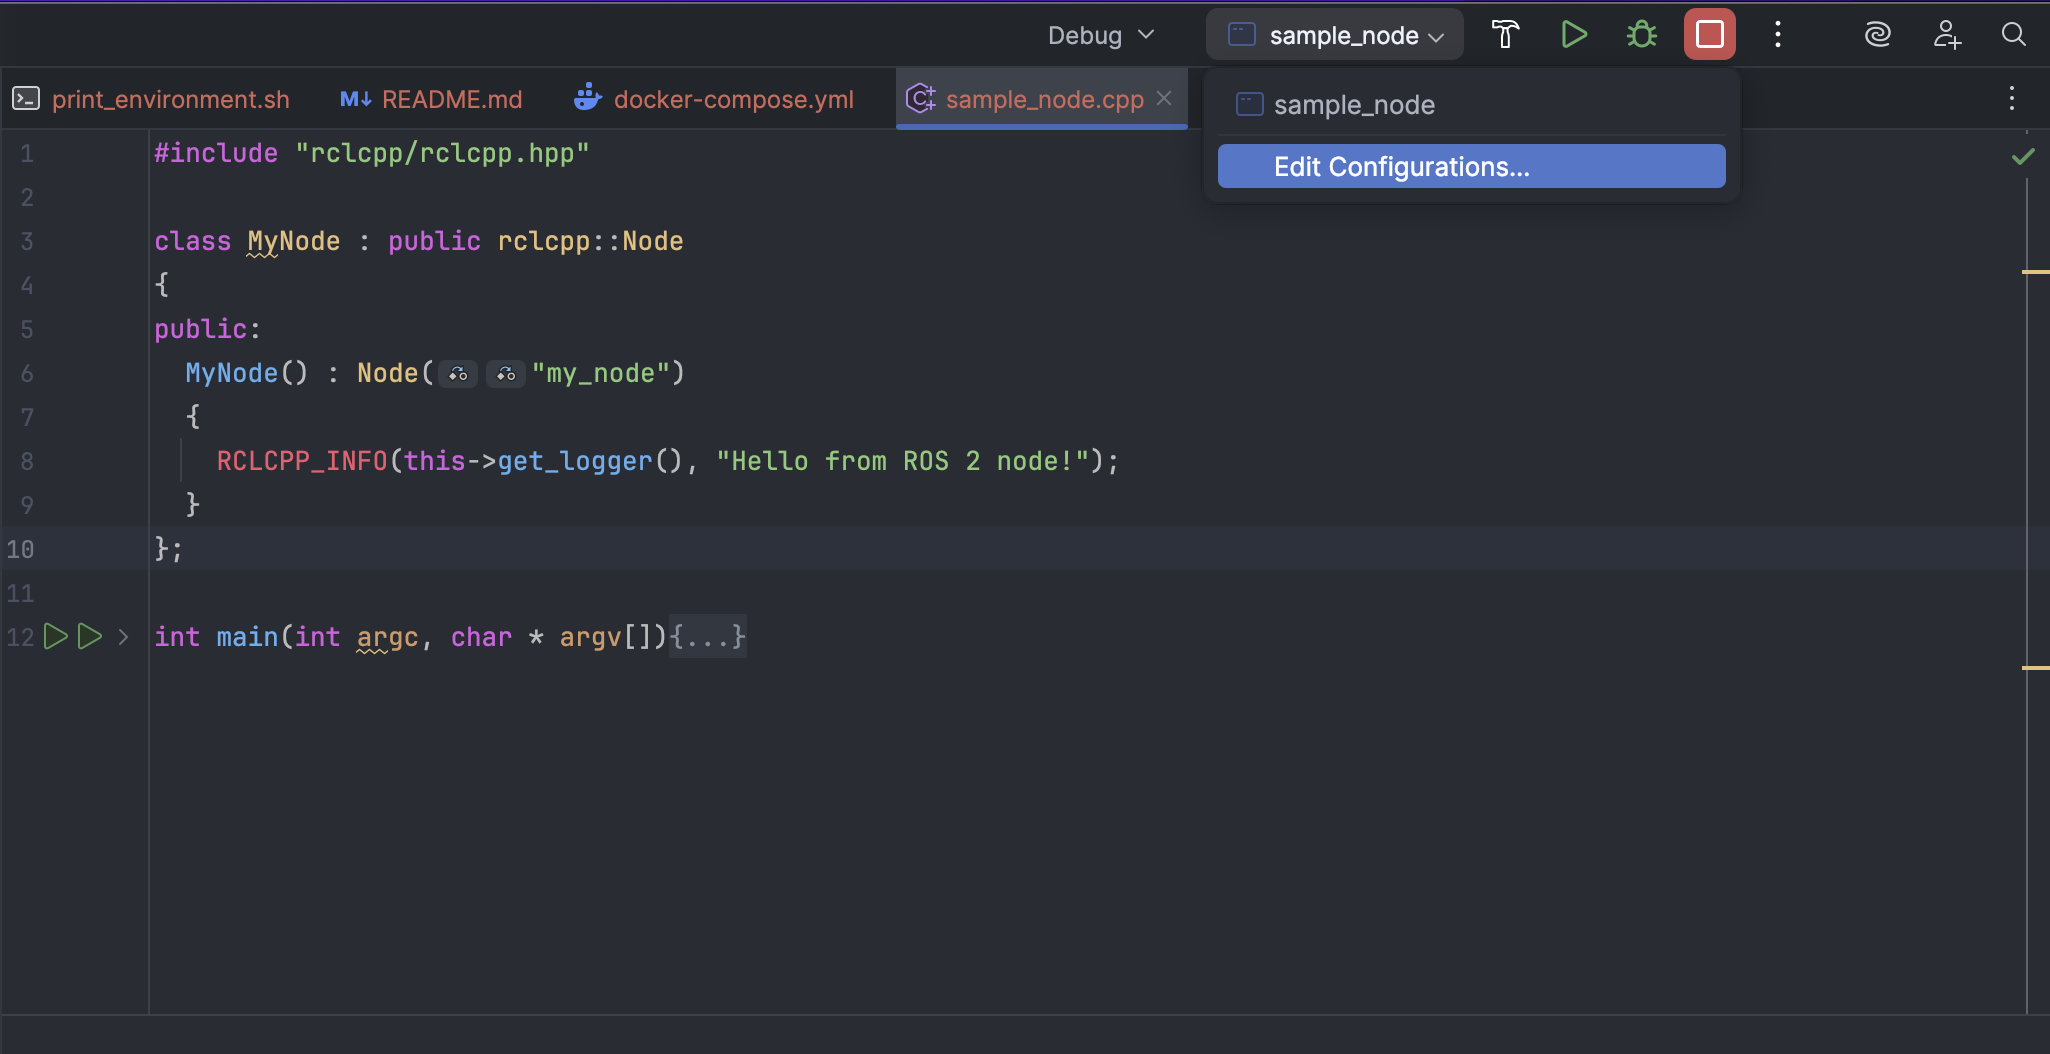 Debug sample_node
print_environment.sh README.md docker-compose.yml sample_node.cpp
sample_node
Edit Configurations...
1 #include "rclcpp/rclcpp.hpp"
2
3 class MyNode : public rclcpp::Node
4 {
5 public:
6 MyNode() : Node("my_node")
7 {
8 RCLCPP_INFO(this->get_logger(), "Hello from ROS 2 node!");
9 }
10 };
11
12 int main(int argc, char * argv[]){...}